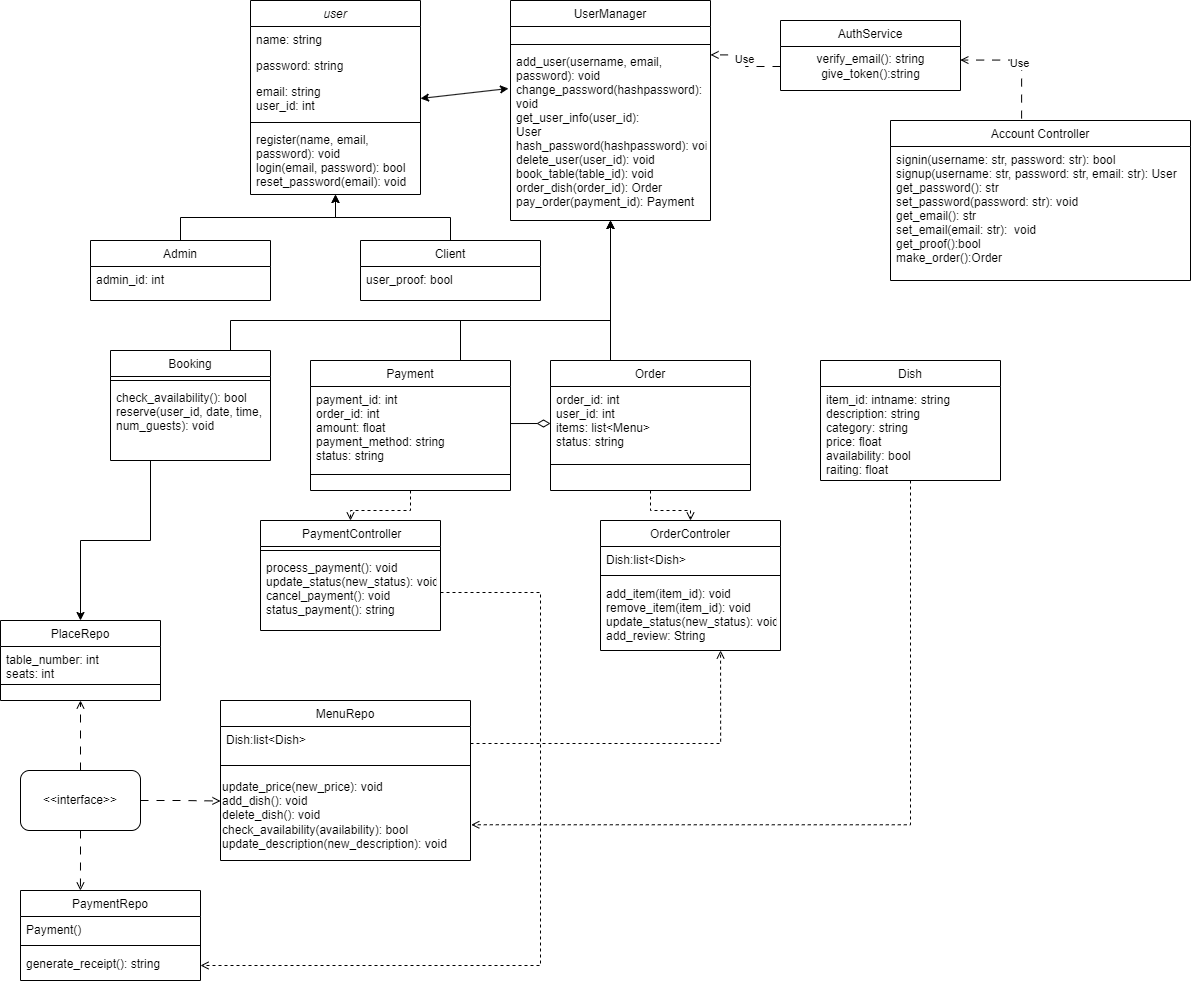 user
name: string
password: string
email: string
user_id: int
register(name, email,
password): void
login(email, password): bool
reset_password(email): void
UserManager
add_user(username, email,
password): void
change_password(hashpassword):
void
get_user_info(user_id):
User
hash_password(hashpassword): voi
delete_user(user_id): void
book_table(table_id): void
order_dish(order_id): Order
pay_order(payment_id): Payment
Use
AuthService
verify_email(): string
give_token():string
'Use
Account Controller
signin(username: str, password: str): bool
signup(username: str, password: str, email: str): User
get_password(): str
set_password(password: str): void
get_email(): str
set_email(email: str): void
get_proof():bool
make_order():Order
Admin
admin_id: int
Client
user_proof: bool
Booking
check_availability(): bool
reserve(user_id, date, time,
num_guests): void
Payment
payment_id: int
order_id: int
amount: float
payment_method: string
status: string
Order
order_id: int
user_id: int
items: list<Menu>
status: string
Dish
item_id: intname: string
description: string
category: string
price: float
availability: bool
raiting: float
PaymentController
process_payment(): void
update_status(new_status): void
cancel_payment(): void
status_payment(): string
OrderControler
Dish:list<Dish>
add_item(item_id): void
remove_item(item_id): void
update_status(new_status): void
add_review: String
PlaceRepo
table_number: int
seats: int
<<interface>>
MenuRepo
Dish:list<Dish>
update_price(new_price): void
add_dish(): void
delete_dish(): void
check_availability(availability): bool
update_description(new_description): void
PaymentRepo
Payment()
generate_receipt(): string